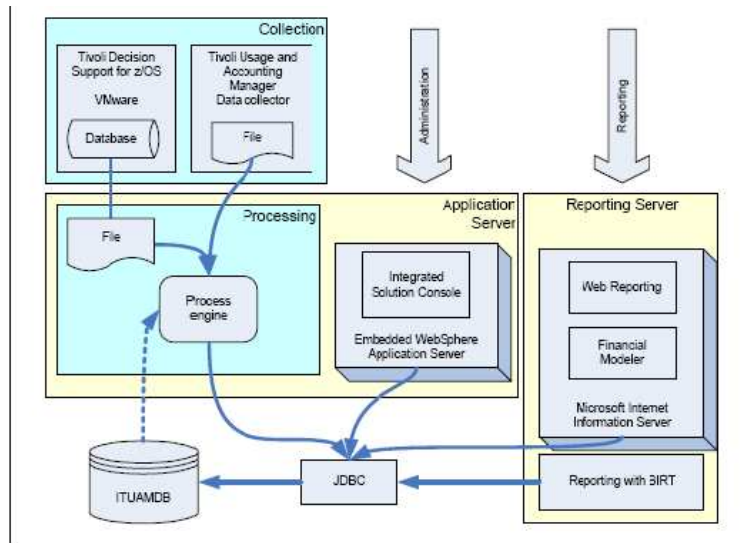 Collection
Tivoli Decision
Support for z/OS
VMware
Database
Tivoli Usage and
Accounting
Manager
Data collector
File
Administration
Reporting
Processing
File
Process
engine
Application
Server
Integrated
Solution Console
Embedded WebSphere
Application Server
Reporting Server
Web Reporting
Financial
Modeler
Microsoft Internet
Information Server
ITUAMDB
JDBC
Reporting with BIRT